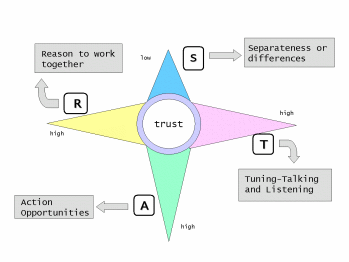 Reason to work
together
low
S
Separateness or
differences
R
high
trust
high
T
Tuning-Talking
and Listening
Action
Opportunities
A
high